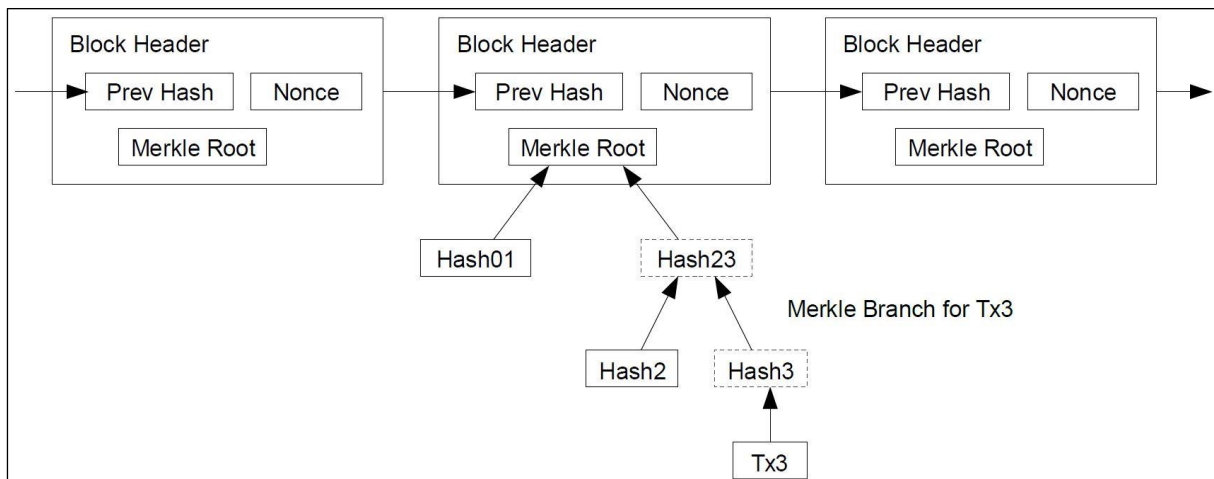 Block Header
Block Header
Block Header
Prev Hash
Nonce
Prev Hash
Nonce
Prev Hash
Nonce
Merkle Root
Merkle Root
Merkle Root
Hash01
Hash23
Merkle Branch for Tx3
Hash2
Hash3
Tx3